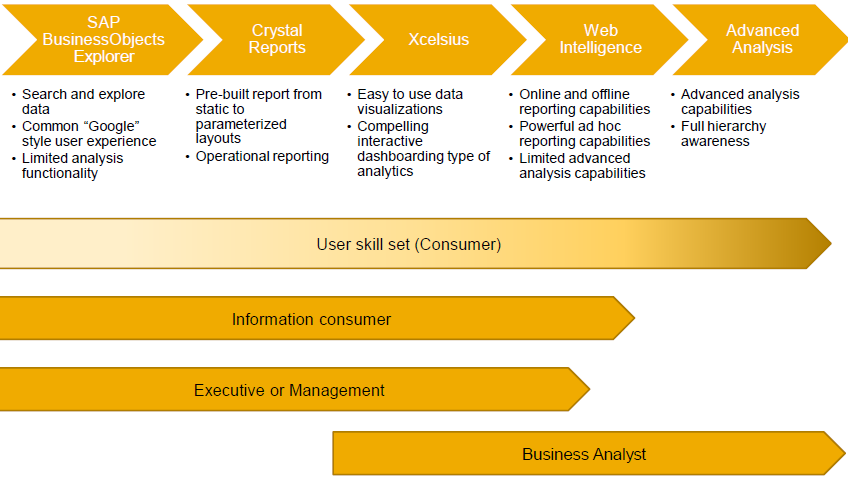 SAP
BusinessObjects
Explorer
Crystal
Reports
Xcelsius
Web
Intelligence
Advanced
Analysis
• Search and explore
data
• Common “Google”
style user experience
• Limited analysis
functionality
• Pre-built report from
static to
parameterized
layouts
• Operational reporting
• Easy to use data
visualizations
• Compelling
interactive
dashboarding type of
analytics
• Online and offline
reporting capabilities
• Powerful ad hoc
reporting capabilities
• Limited advanced
analysis capabilities
• Advanced analysis
capabilities
• Full hierarchy
awareness
User skill set (Consumer)
Information consumer
Executive or Management
Business Analyst